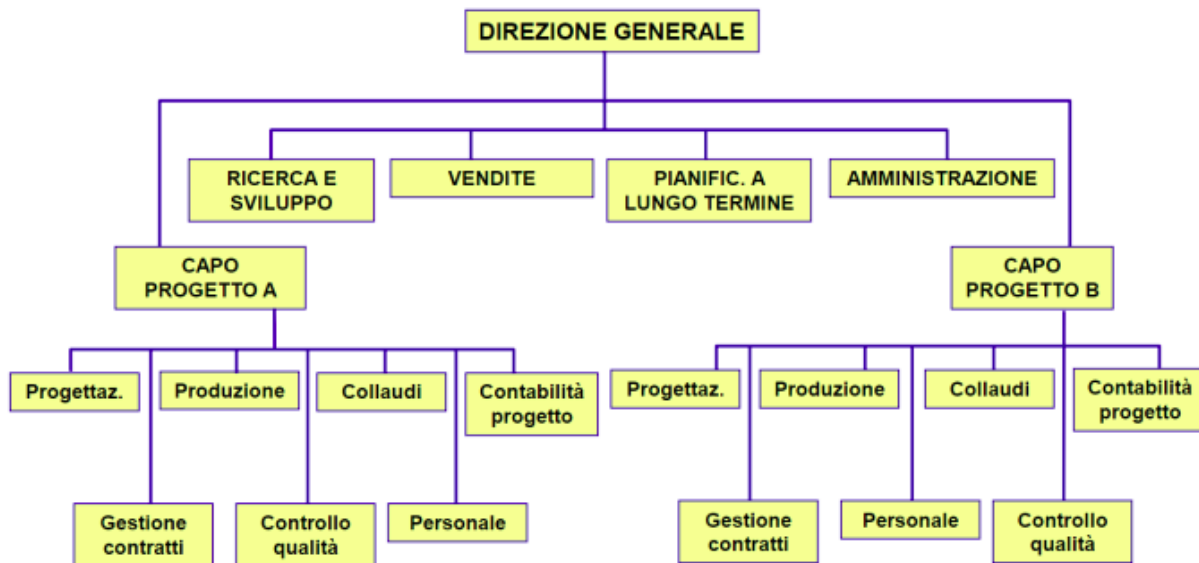 DIREZIONE GENERALE
RICERCA E
SVILUPPO
VENDITE
PIANIFIC. A
LUNGO TERMINE
AMMINISTRAZIONE
CAPO
PROGETTO A
CAPO
PROGETTO B
Progettaz.
Produzione
Collaudi
Contabilità
progetto
Gestione
contratti
Controllo
qualità
Personale
Progettaz.
Produzione
Collaudi
Contabilità
progetto
Gestione
contratti
Personale
Controllo
qualità